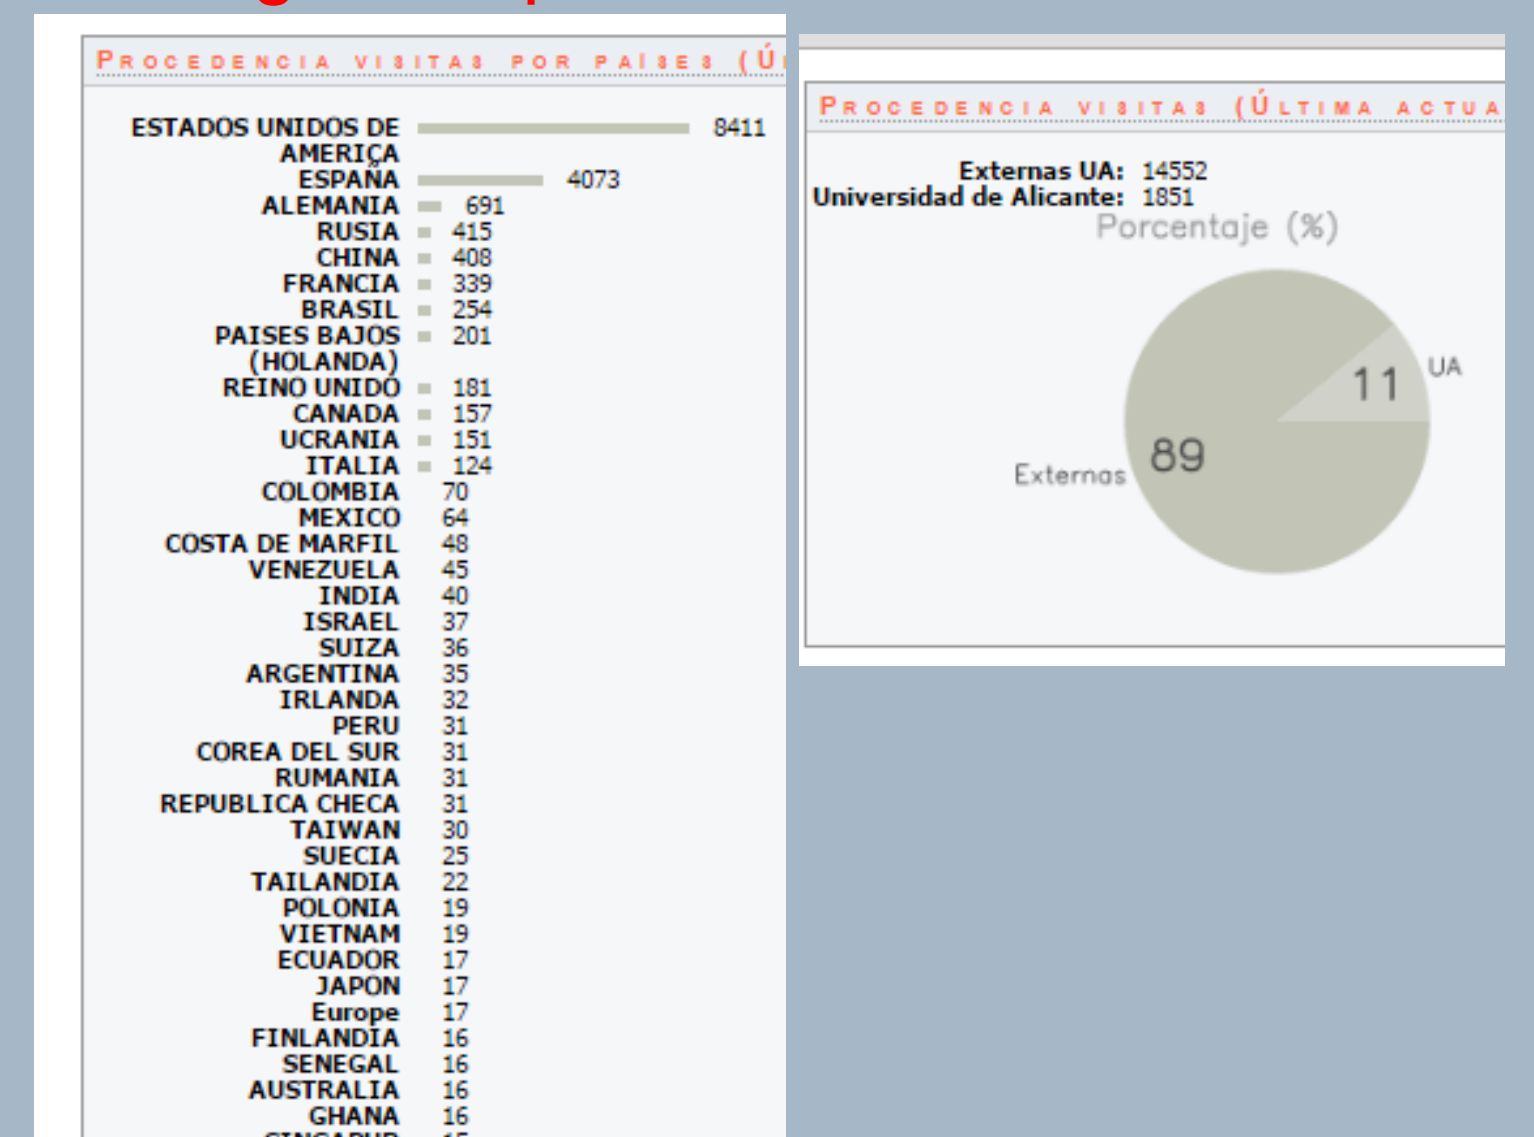 PROCEDENCIA VISITAS POR PAÍSES (Ú
ESTADOS UNIDOS DE AMERICA 8411
ESPAÑA 4073
ALEMANIA 691
RUSIA 415
CHINA 408
FRANCIA 339
BRASIL 254
PAISES BAJOS (HOLANDA) 201
REINO UNIDO 181
CANADA 157
UCRANIA 151
ITALIA 124
COLOMBIA 70
MEXICO 64
COSTA DE MARFIL 48
VENEZUELA 45
INDIA 40
ISRAEL 37
SUIZA 36
ARGENTINA 35
IRLANDA 32
PERU 31
COREA DEL SUR 31
RUMANIA 31
REPUBLICA CHECA 31
TAIWAN 30
SUECIA 25
TAILANDIA 22
POLONIA 19
VIETNAM 19
ECUADOR 17
JAPON 17
Europe 17
FINLANDIA 16
SENEGAL 16
AUSTRALIA 16
GHANA 16
PROCEDENCIA VISITAS (ÚLTIMA ACTUA
Externas UA: 14552
Universidad de Alicante: 1851
Porcentaje (%)
UA
11
89
Externas